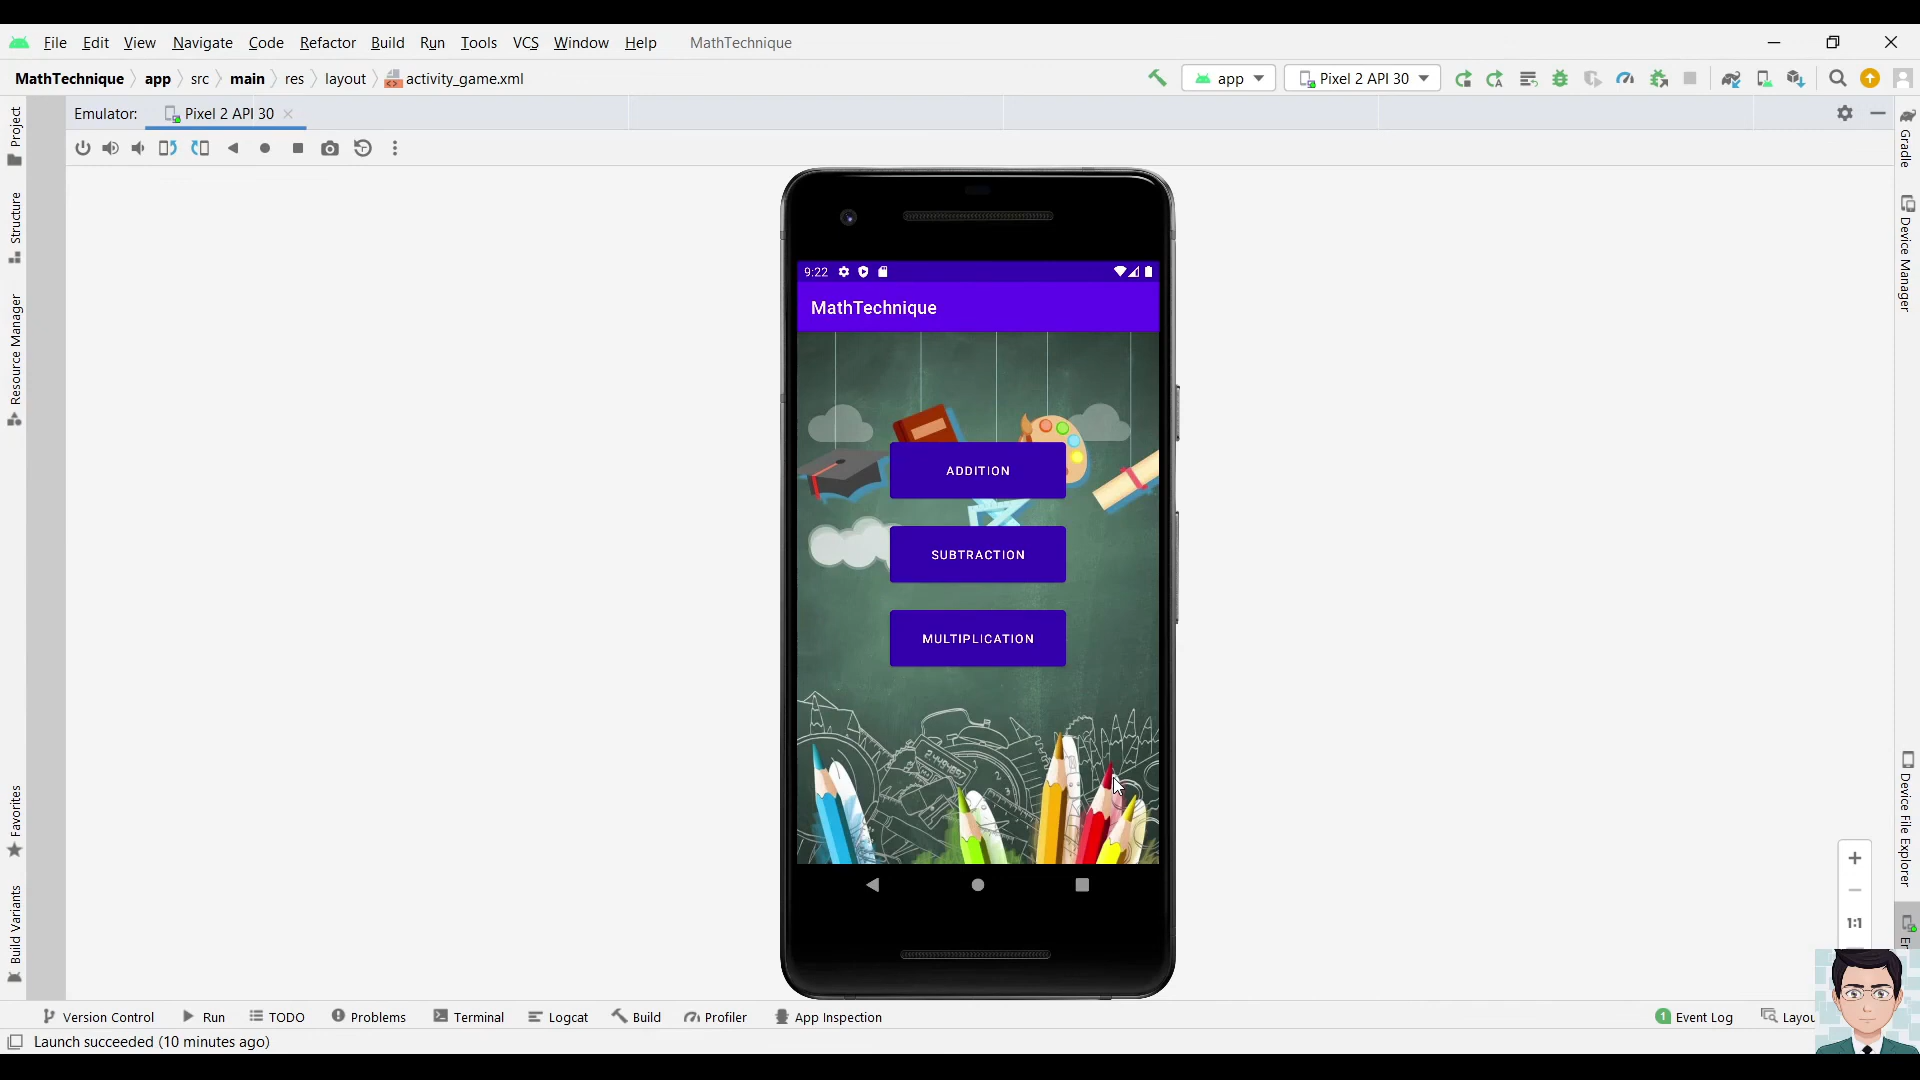 File Edit View Navigate Code Refactor Build Run Tools VCS Window Help MathTechnique
MathTechnique app src main res layout activity_game.xml app Pixel 2 API 30
Emulator: Pixel 2 API 30
Project
Structure
Resource Manager
Favorites
Build Variants
Gradle
Device Manager
Device File Explorer
9:22
MathTechnique
ADDITION
SUBTRACTION
MULTIPLICATION
1:1
Version Control Run TODO Problems Terminal Logcat Build Profiler App Inspection 1 Event Log Layou
Launch succeeded (10 minutes ago)